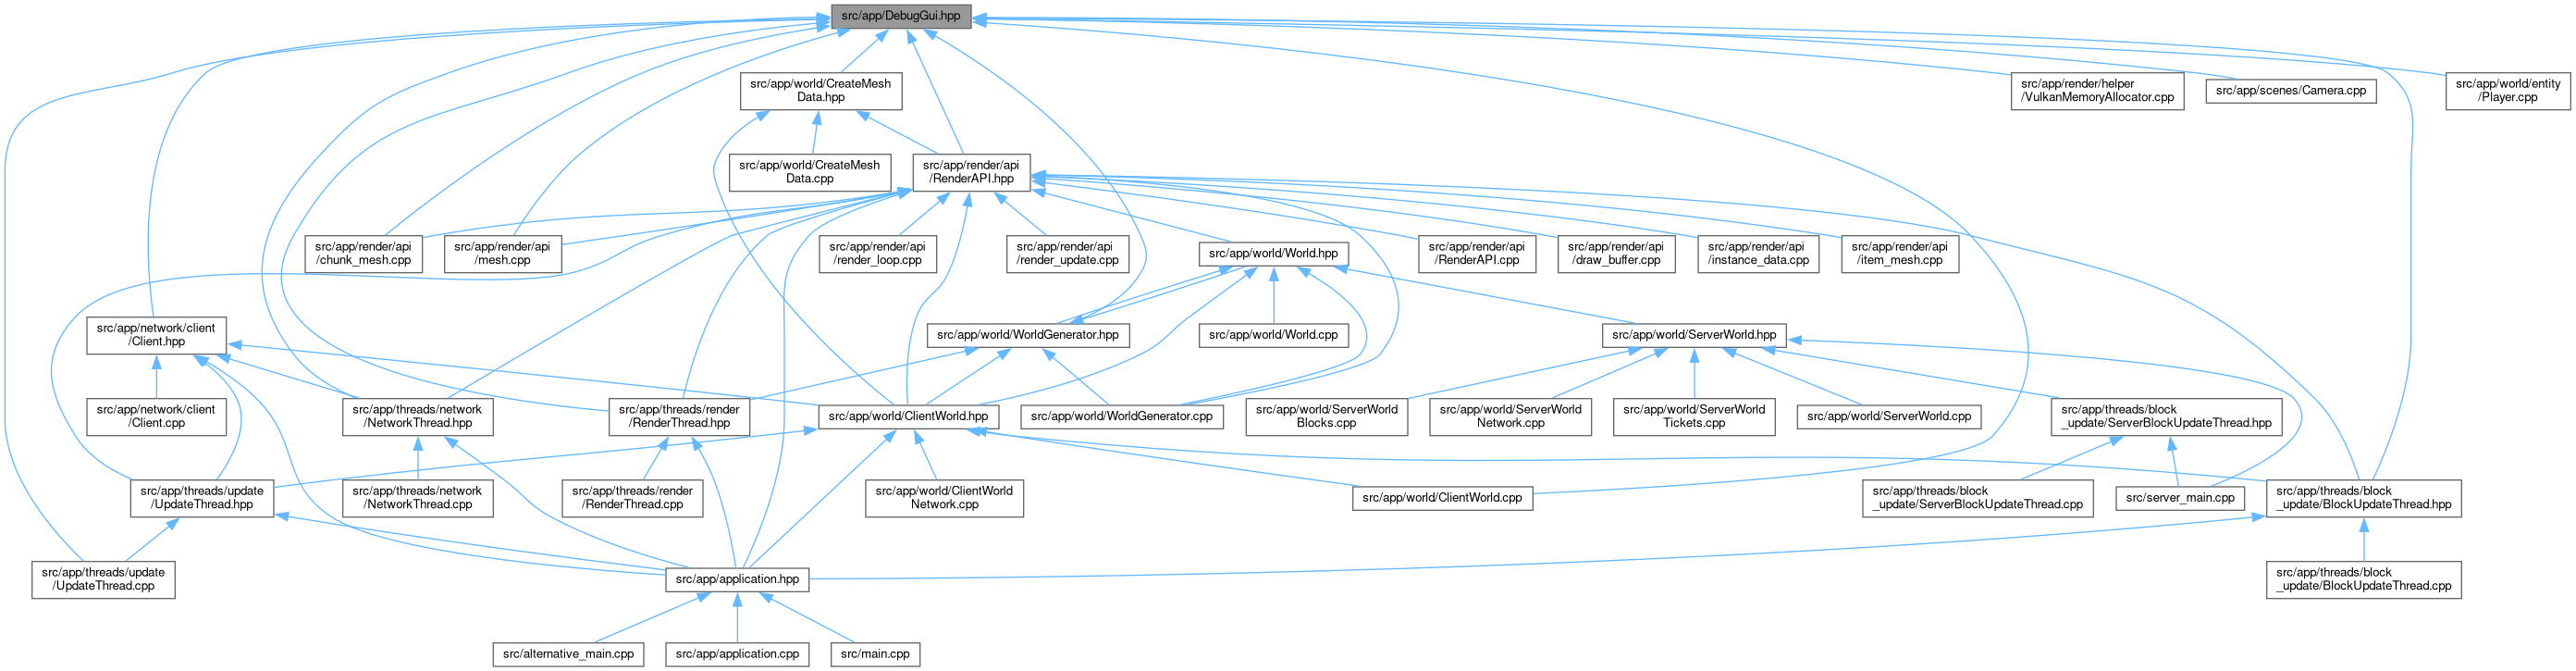 src/app/DebugGui.hpp
src/app/world/CreateMesh
Data.hpp
src/app/render/helper
/VulkanMemoryAllocator.cpp
src/app/scenes/Camera.cpp
src/app/world/entity
/Player.cpp
src/app/world/CreateMesh
Data.cpp
src/app/render/api
/RenderAPI.hpp
src/app/render/api
/chunk_mesh.cpp
src/app/render/api
/mesh.cpp
src/app/render/api
/render_loop.cpp
src/app/render/api
/render_update.cpp
src/app/world/World.hpp
src/app/render/api
/RenderAPI.cpp
src/app/render/api
/draw_buffer.cpp
src/app/render/api
/instance_data.cpp
src/app/render/api
/item_mesh.cpp
src/app/network/client
/Client.hpp
src/app/world/WorldGenerator.hpp
src/app/world/World.cpp
src/app/world/ServerWorld.hpp
src/app/network/client
/Client.cpp
src/app/threads/network
/NetworkThread.hpp
src/app/threads/render
/RenderThread.hpp
src/app/world/ClientWorld.hpp
src/app/world/WorldGenerator.cpp
src/app/world/ServerWorld
Blocks.cpp
src/app/world/ServerWorld
Network.cpp
src/app/world/ServerWorld
Tickets.cpp
src/app/world/ServerWorld.cpp
src/app/threads/block
_update/ServerBlockUpdateThread.hpp
src/app/threads/update
/UpdateThread.hpp
src/app/threads/network
/NetworkThread.cpp
src/app/threads/render
/RenderThread.cpp
src/app/world/ClientWorld
Network.cpp
src/app/world/ClientWorld.cpp
src/app/threads/block
_update/ServerBlockUpdateThread.cpp
src/server_main.cpp
src/app/threads/block
_update/BlockUpdateThread.hpp
src/app/threads/update
/UpdateThread.cpp
src/app/application.hpp
src/app/threads/block
_update/BlockUpdateThread.cpp
src/alternative_main.cpp
src/app/application.cpp
src/main.cpp